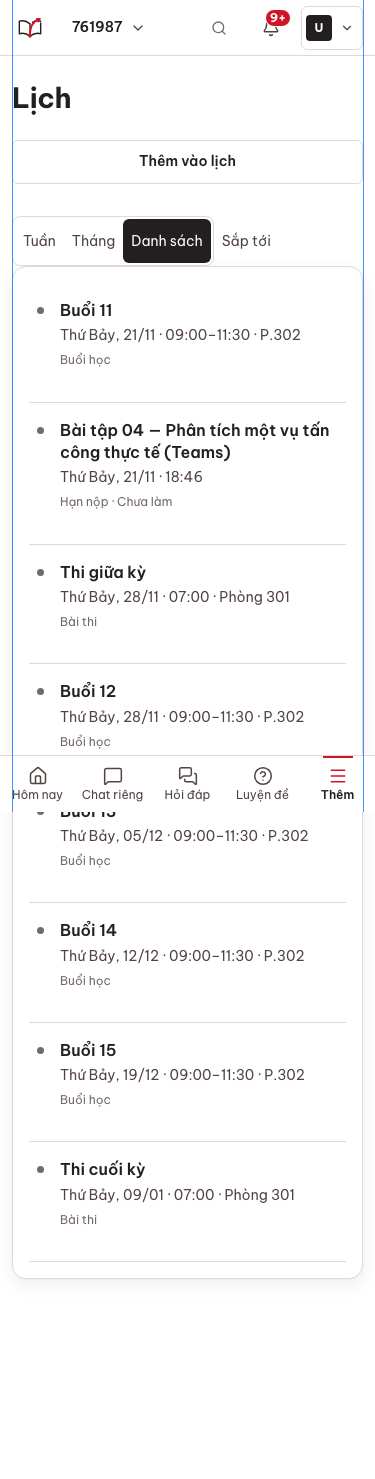 761987
9+
U
Lịch
Thêm vào lịch
Tuần
Tháng
Danh sách
Sắp tới
Buổi 11
Thứ Bảy, 21/11 · 09:00–11:30 · P.302
Buổi học
Bài tập 04 — Phân tích một vụ tấn
công thực tế (Teams)
Thứ Bảy, 21/11 · 18:46
Hạn nộp · Chưa làm
Thi giữa kỳ
Thứ Bảy, 28/11 · 07:00 · Phòng 301
Bài thi
Buổi 12
Thứ Bảy, 28/11 · 09:00–11:30 · P.302
Buổi học
Hôm nay
Chat riêng
Hỏi đáp
Luyện đề
Thêm
Buổi 13
Thứ Bảy, 05/12 · 09:00–11:30 · P.302
Buổi học
Buổi 14
Thứ Bảy, 12/12 · 09:00–11:30 · P.302
Buổi học
Buổi 15
Thứ Bảy, 19/12 · 09:00–11:30 · P.302
Buổi học
Thi cuối kỳ
Thứ Bảy, 09/01 · 07:00 · Phòng 301
Bài thi